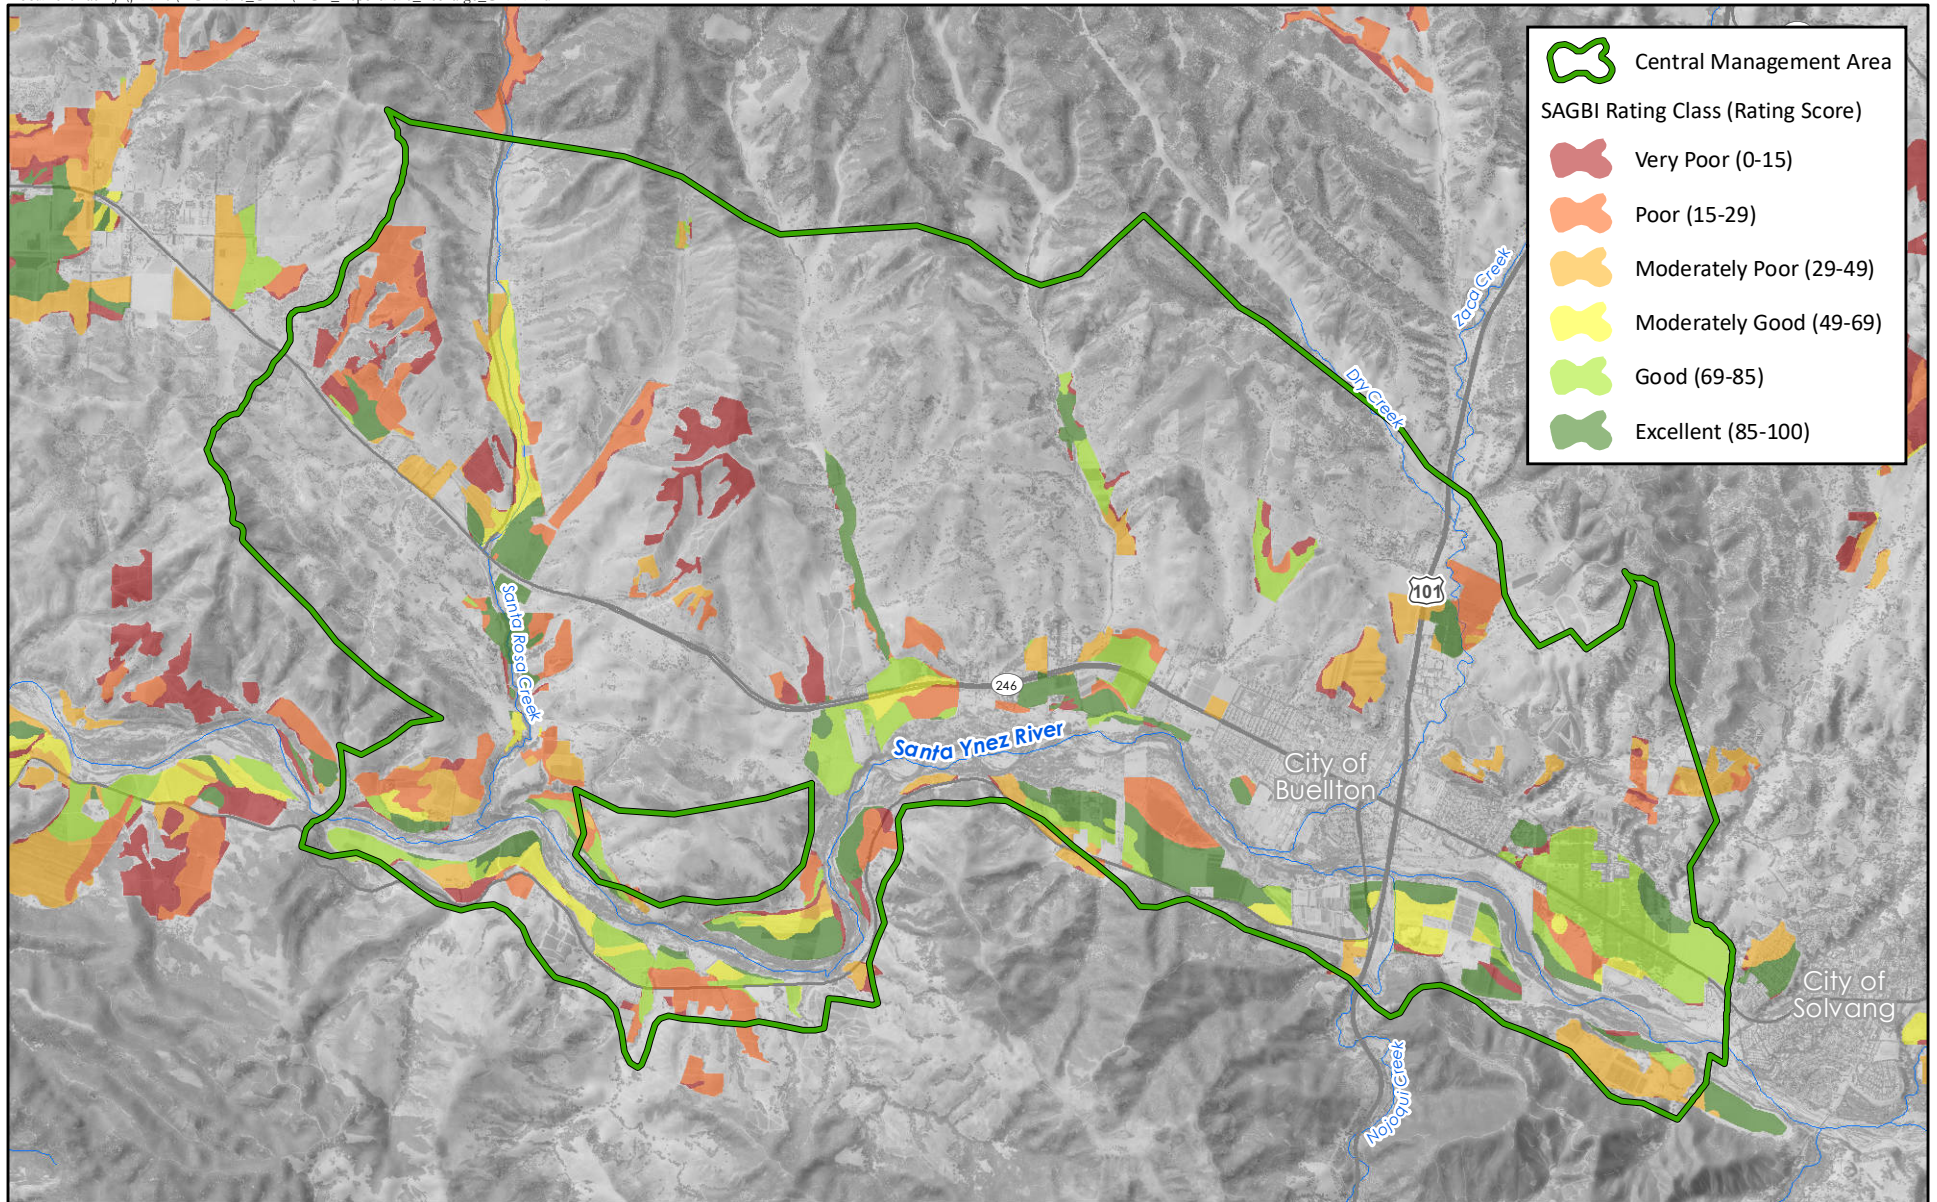 Central Management Area
SAGBI Rating Class (Rating Score)
Very Poor (0-15)
Poor (15-29)
Moderately Poor (29-49)
Moderately Good (49-69)
Good (69-85)
Excellent (85-100)
Zaca Creek
Dry Creek
101
Santa Rosa Creek
246
Santa Ynez River
City of
Buellton
City of
Solvang
Nojoqui Creek